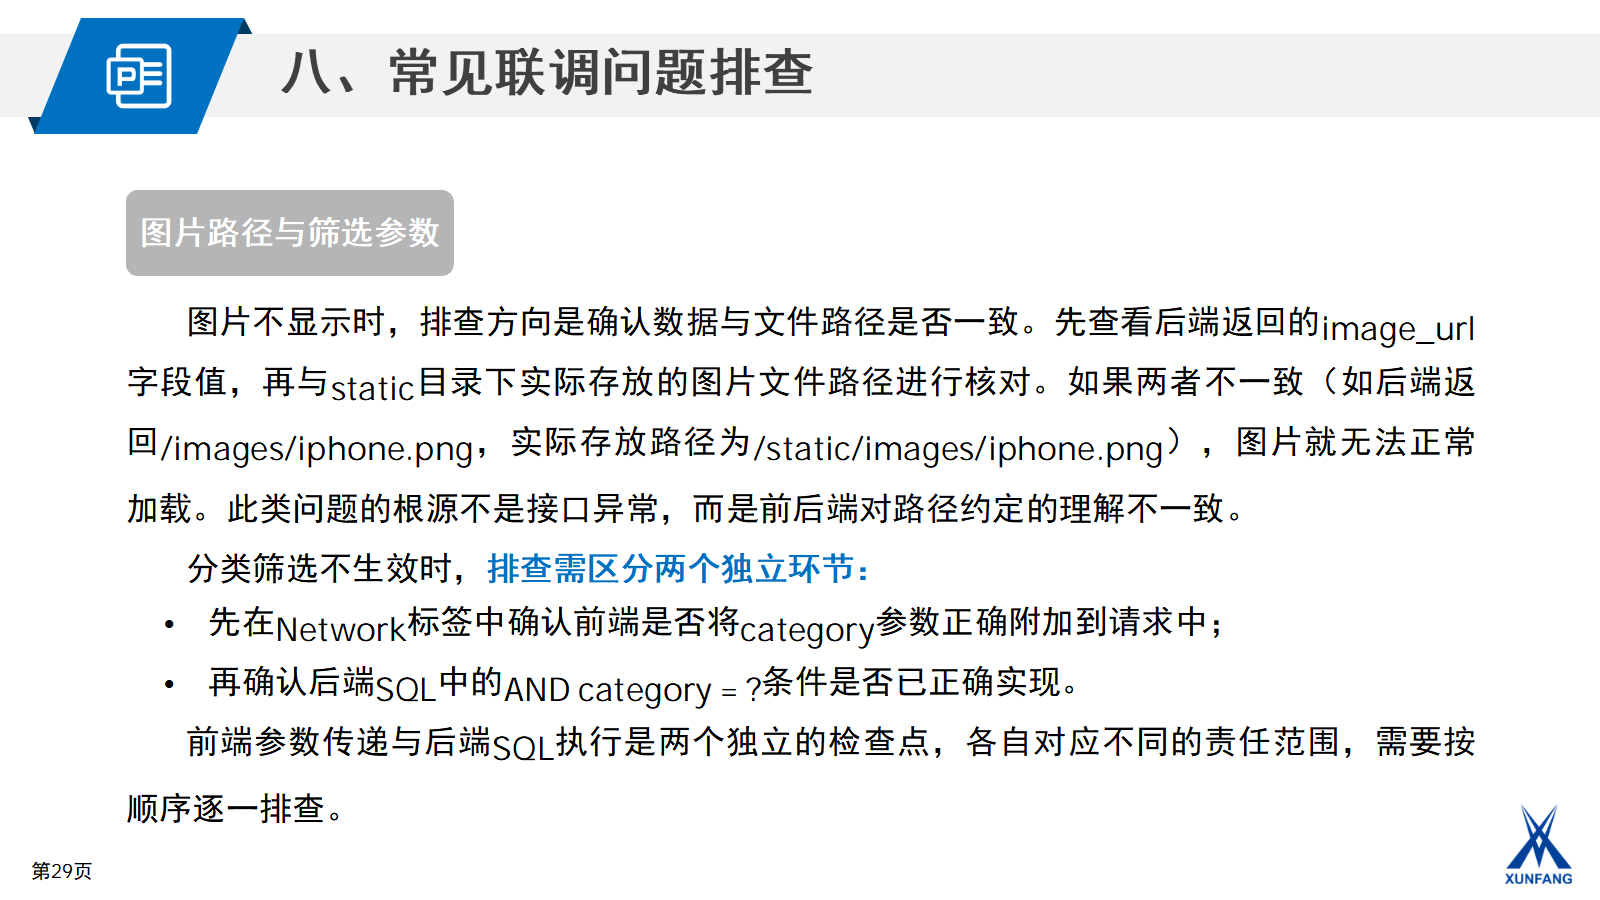 八、常见联调问题排查
图片路径与筛选参数
图片不显示时，排查方向是确认数据与文件路径是否一致。先查看后端返回的image_url
字段值，再与static目录下实际存放的图片文件路径进行核对。如果两者不一致（如后端返
回/images/iphone.png，实际存放路径为/static/images/iphone.png），图片就无法正常
加载。此类问题的根源不是接口异常，而是前后端对路径约定的理解不一致。
分类筛选不生效时，排查需区分两个独立环节：
• 先在Network标签中确认前端是否将category参数正确附加到请求中；
• 再确认后端SQL中的AND category = ?条件是否已正确实现。
前端参数传递与后端SQL执行是两个独立的检查点，各自对应不同的责任范围，需要按
顺序逐一排查。
第29页
XUNFANG